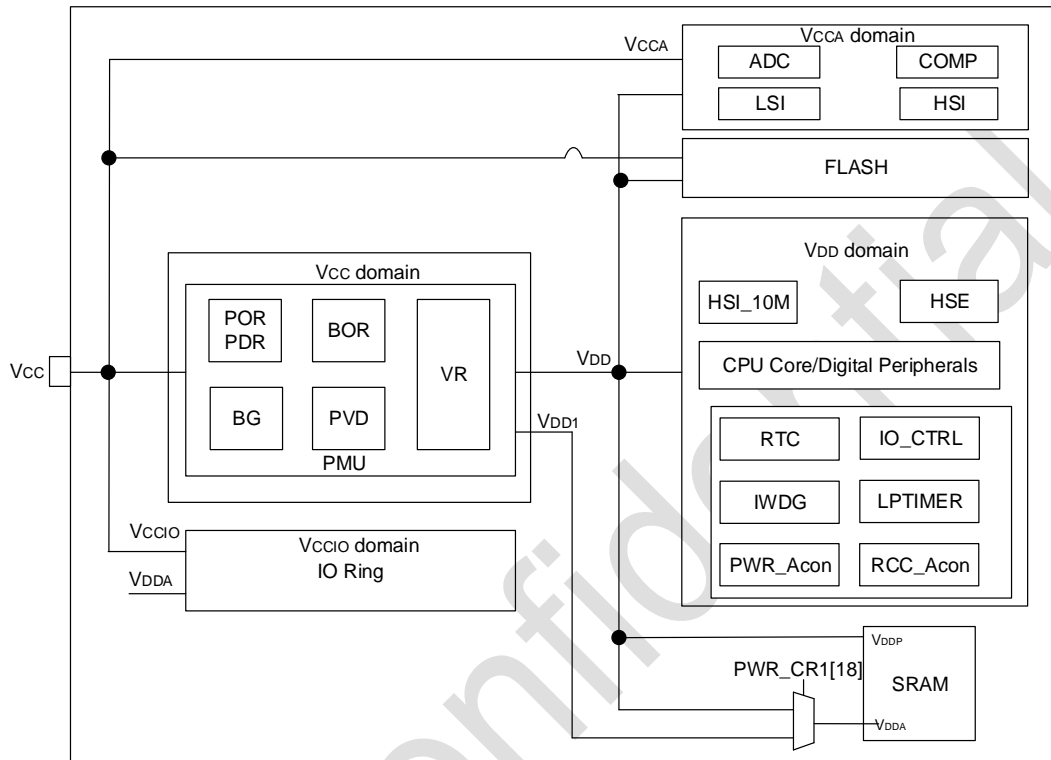 VCCA domain
VCCA
ADC
COMP
LSI
HSI
FLASH
VCC domain
POR
PDR
BOR
VR
BG
PVD
PMU
VCC
VDD
VDD1
VDD domain
HSI_10M
HSE
CPU Core/Digital Peripherals
RTC
IO_CTRL
IWDG
LPTIMER
PWR_Acon
RCC_Acon
VCCIO
VDDA
VCCIO domain
IO Ring
PWR_CR1[18]
VDDP
SRAM
VDDA
confidential